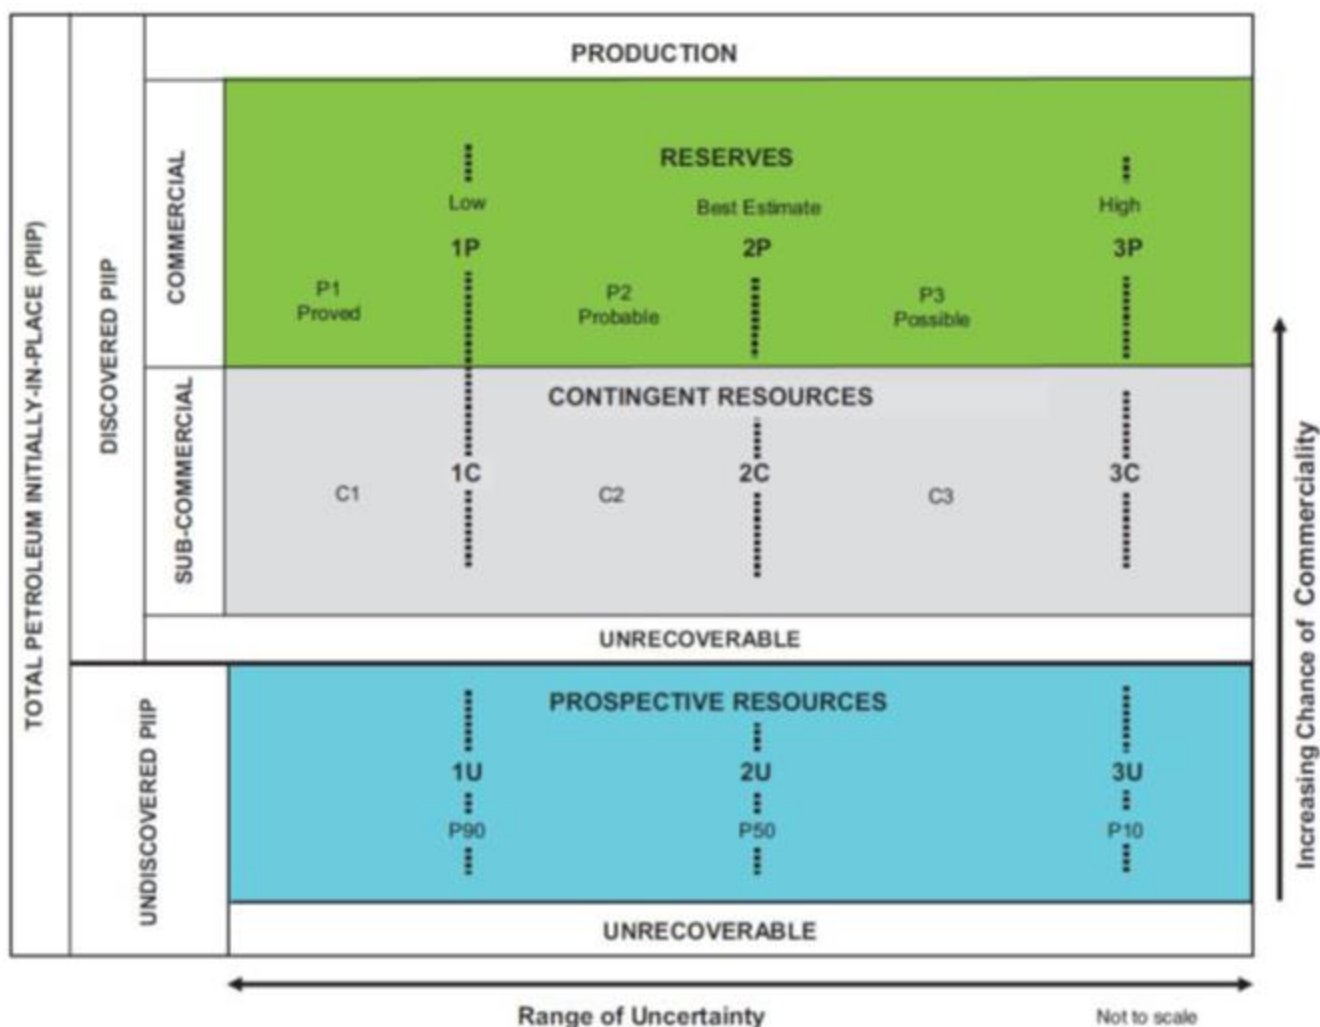 TOTAL PETROLEUM INITIALLY-IN-PLACE (PIIP)
DISCOVERED PIIP
UNDISCOVERED PIIP
COMMERCIAL
SUB-COMMERCIAL
PRODUCTION
RESERVES
Low
Best Estimate
High
1P
2P
3P
P1
Proved
P2
Probable
P3
Possible
CONTINGENT RESOURCES
1C
2C
3C
C1
C2
C3
UNRECOVERABLE
PROSPECTIVE RESOURCES
1U
2U
3U
P90
P50
P10
UNRECOVERABLE
Increasing Chance of Commerciality
Range of Uncertainty
Not to scale